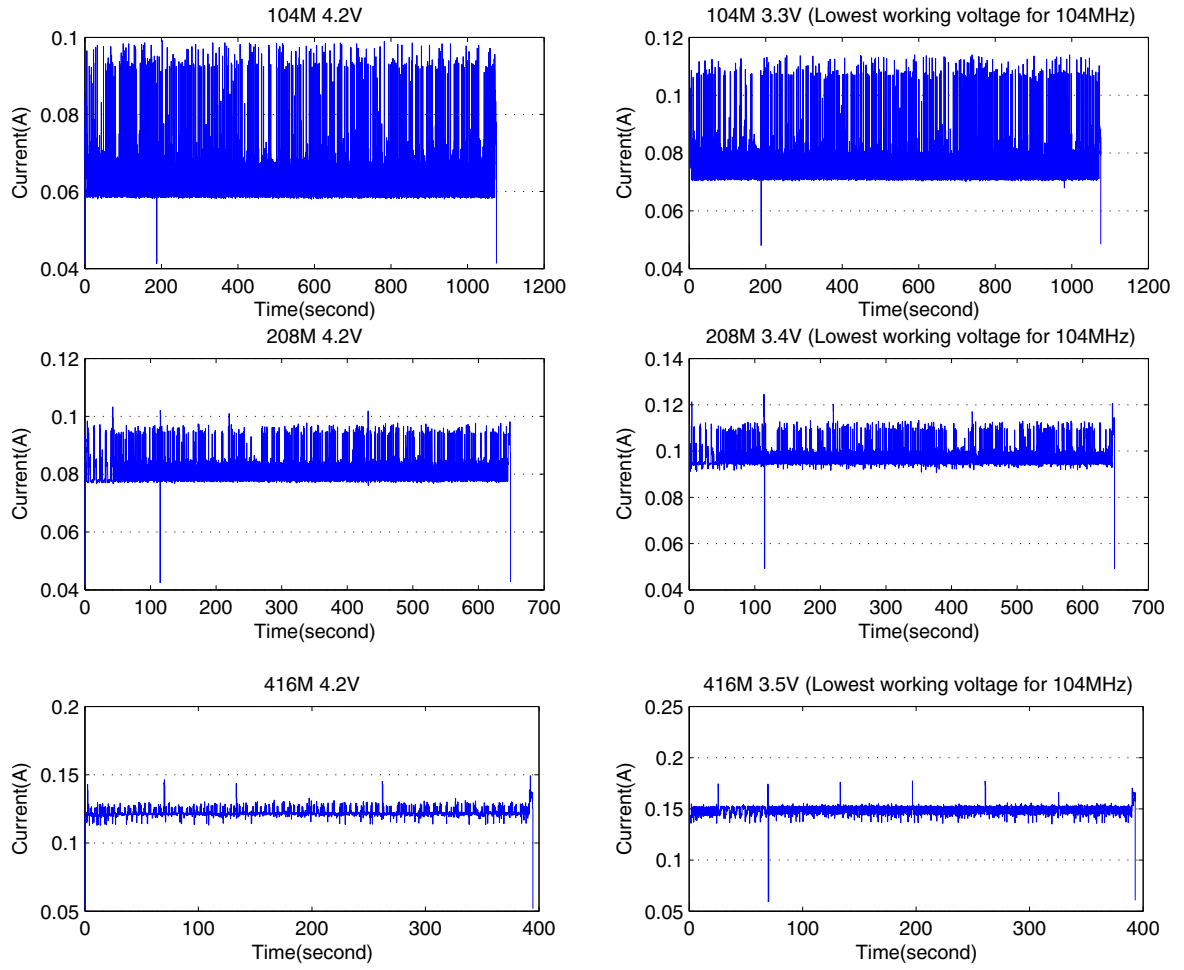 104M 4.2V
0.1
0.08
0.06
0.04
Current(A)
0 200 400 600 800 1000 1200
Time(second)
104M 3.3V (Lowest working voltage for 104MHz)
0.12
0.1
0.08
0.06
0.04
Current(A)
0 200 400 600 800 1000 1200
Time(second)
208M 4.2V
0.12
0.1
0.08
0.06
0.04
Current(A)
0 100 200 300 400 500 600 700
Time(second)
208M 3.4V (Lowest working voltage for 104MHz)
0.14
0.12
0.1
0.08
0.06
0.04
Current(A)
0 100 200 300 400 500 600 700
Time(second)
416M 4.2V
0.2
0.15
0.1
0.05
Current(A)
0 100 200 300 400
Time(second)
416M 3.5V (Lowest working voltage for 104MHz)
0.25
0.2
0.15
0.1
0.05
Current(A)
0 100 200 300 400
Time(second)